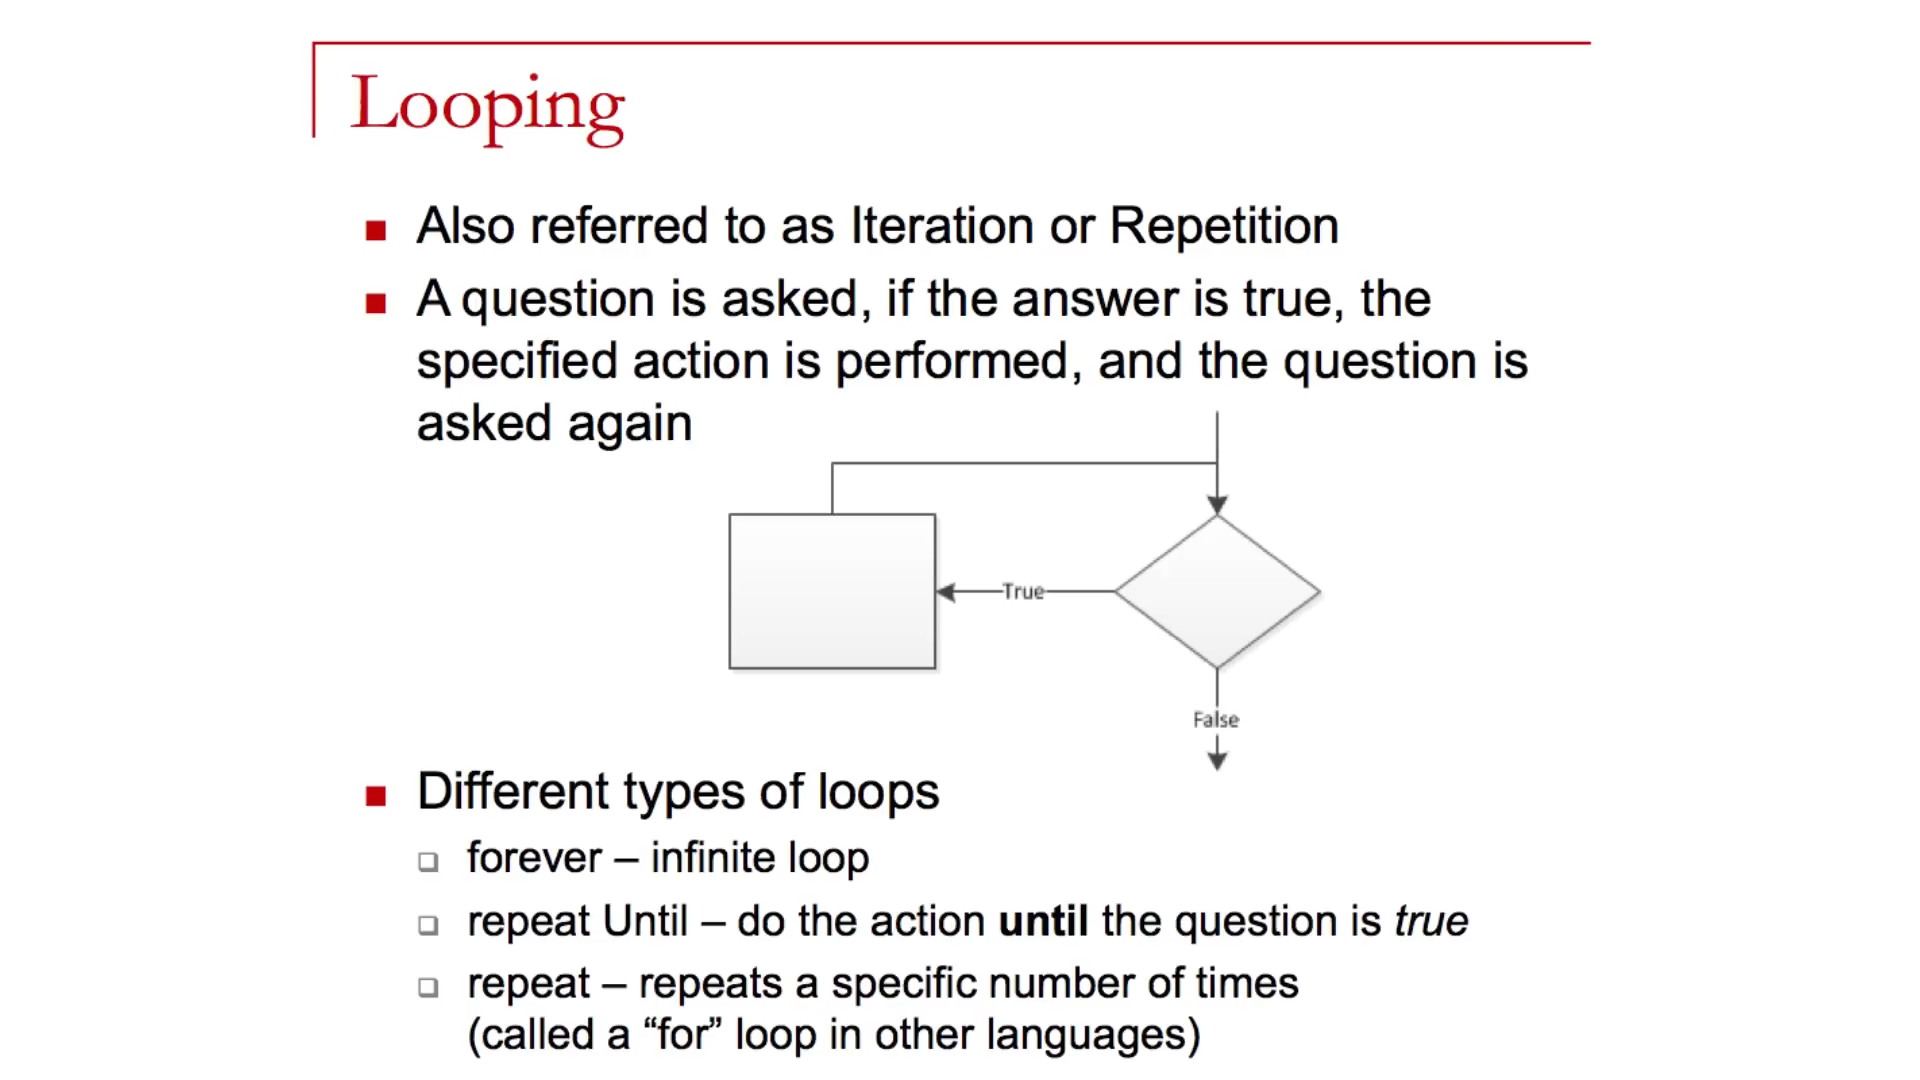 Looping
Also referred to as Iteration or Repetition
A question is asked, if the answer is true, the
specified action is performed, and the question is
asked again
True
False
Different types of loops
forever – infinite loop
repeat Until – do the action until the question is true
repeat – repeats a specific number of times
(called a “for” loop in other languages)